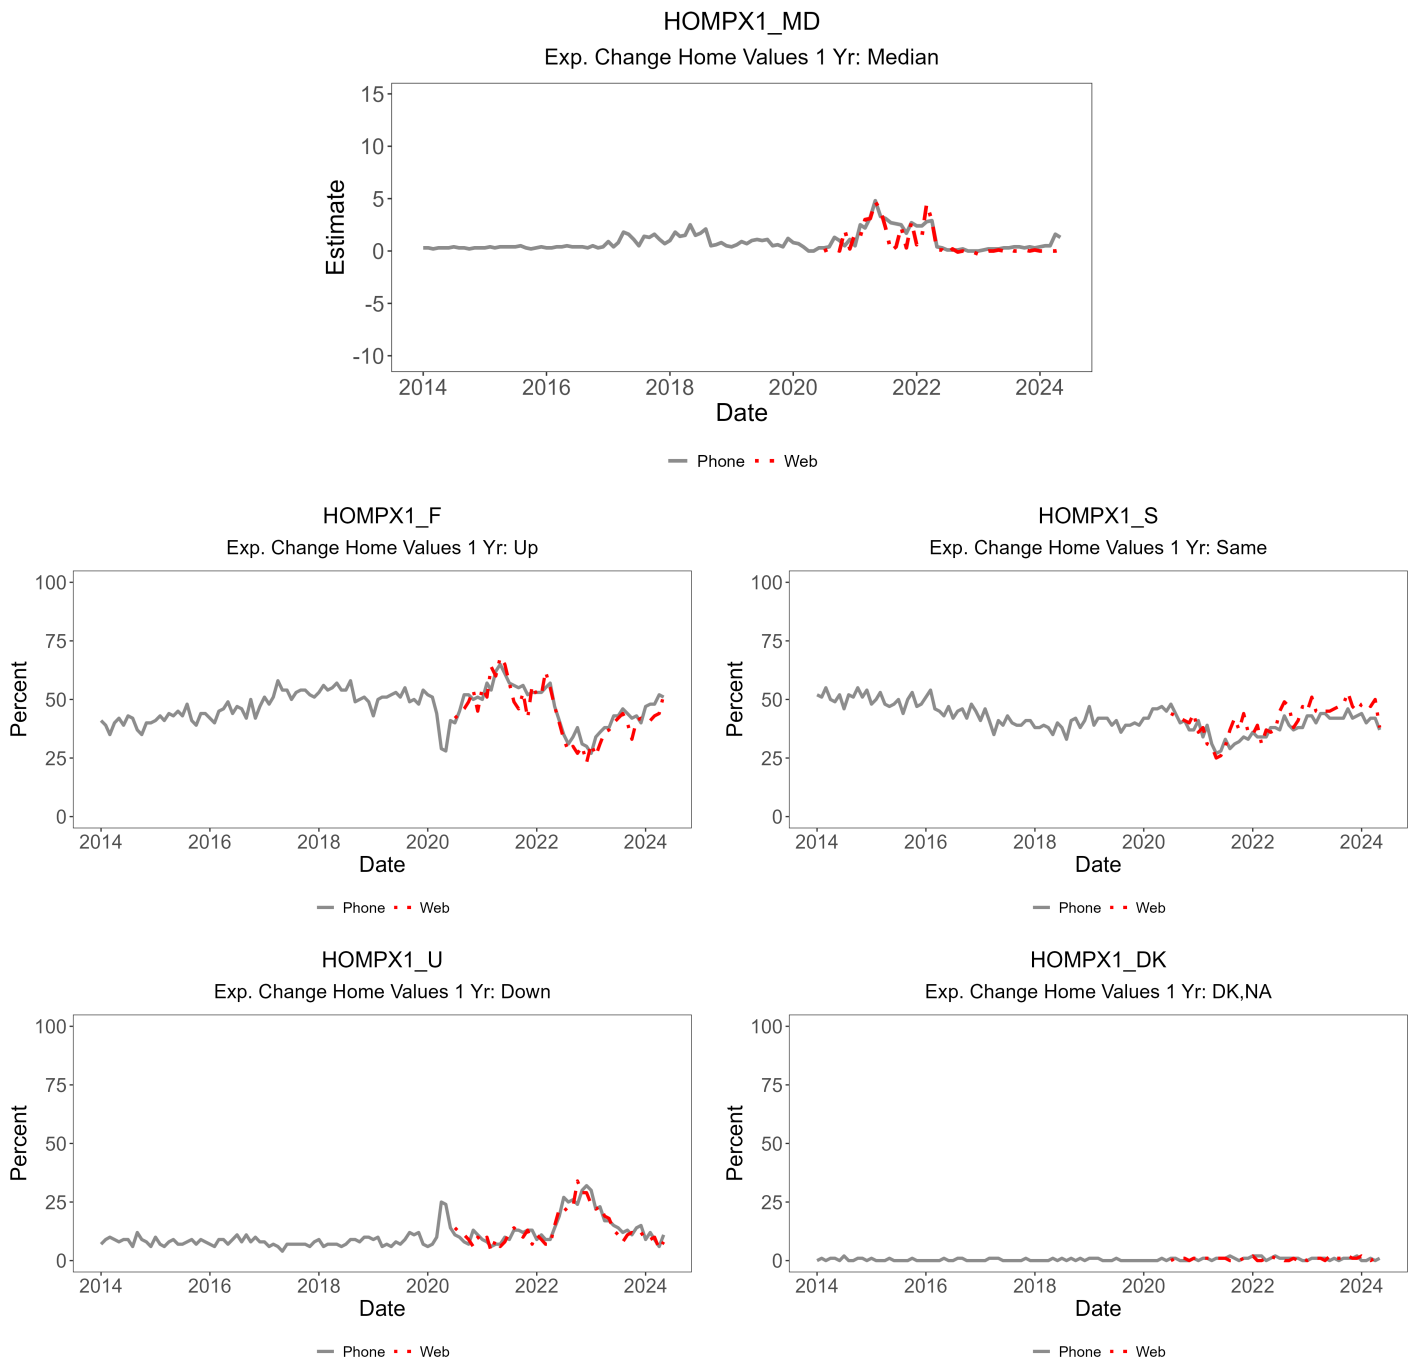 HOMPX1_MD
Exp. Change Home Values 1 Yr: Median
15
10
5
0
-5
-10
Estimate
2014 2016 2018 2020 2022 2024
Date
Phone Web
HOMPX1_F
Exp. Change Home Values 1 Yr: Up
100
75
50
25
0
Percent
2014 2016 2018 2020 2022 2024
Date
Phone Web
HOMPX1_S
Exp. Change Home Values 1 Yr: Same
100
75
50
25
0
Percent
2014 2016 2018 2020 2022 2024
Date
Phone Web
HOMPX1_U
Exp. Change Home Values 1 Yr: Down
100
75
50
25
0
Percent
2014 2016 2018 2020 2022 2024
Date
Phone Web
HOMPX1_DK
Exp. Change Home Values 1 Yr: DK,NA
100
75
50
25
0
Percent
2014 2016 2018 2020 2022 2024
Date
Phone Web